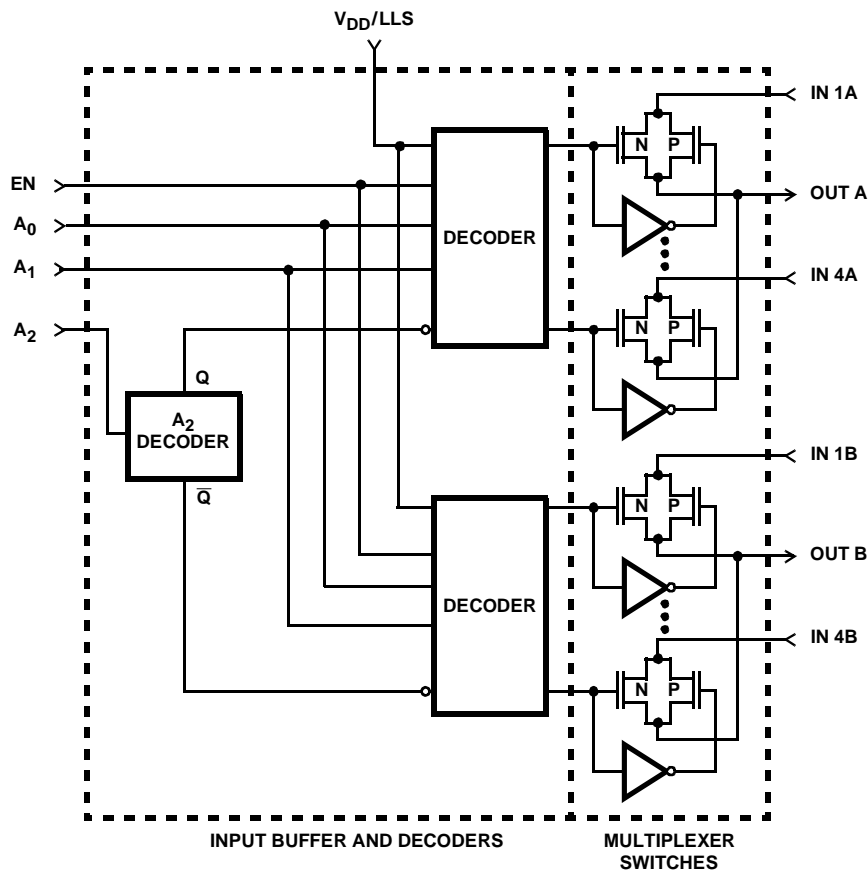 VDD/LLS
IN 1A
N P
EN
OUT A
A0
DECODER
A1
IN 4A
A2
N P
Q
A2
DECODER
IN 1B
Q̅
N P
OUT B
DECODER
IN 4B
N P
INPUT BUFFER AND DECODERS
MULTIPLEXER
SWITCHES